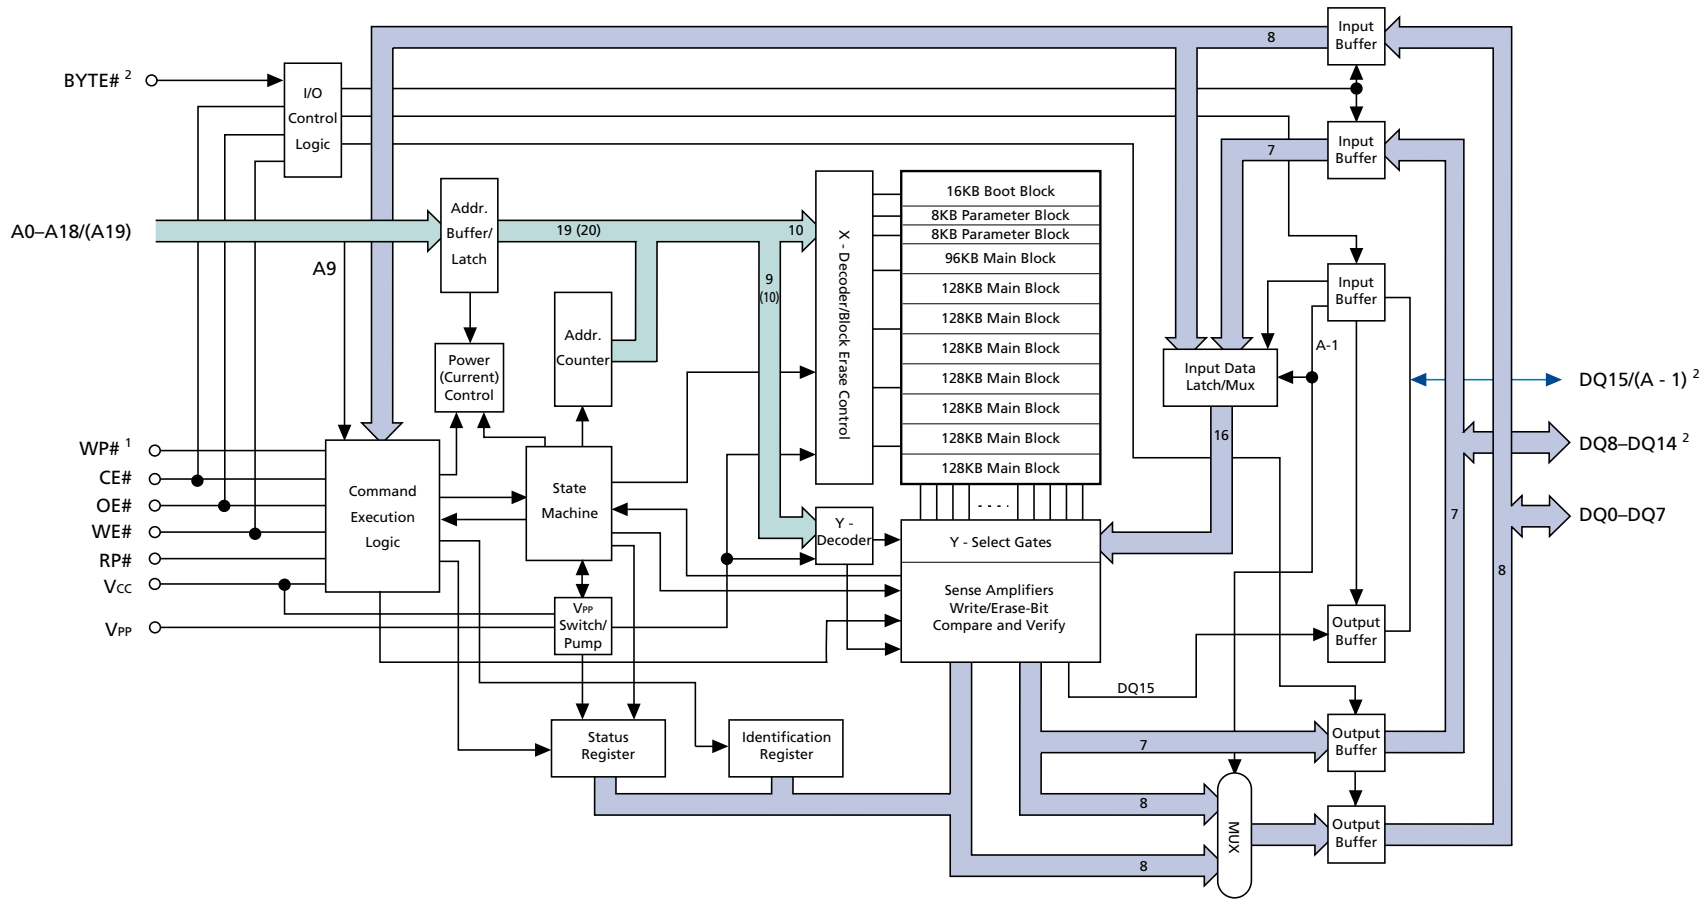 8
Input
Buffer
BYTE# 2
I/O
Control
Logic
7
Input
Buffer
16KB Boot Block
8KB Parameter Block
8KB Parameter Block
96KB Main Block
128KB Main Block
128KB Main Block
128KB Main Block
128KB Main Block
128KB Main Block
128KB Main Block
128KB Main Block
A0–A18/(A19)
Addr.
Buffer/
Latch
19 (20)
10
X - Decoder/Block Erase Control
A9
9
(10)
Input
Buffer
Addr.
Counter
Power
(Current)
Control
A-1
Input Data
Latch/Mux
DQ15/(A - 1) 2
16
DQ8–DQ14 2
WP# 1
CE#
OE#
WE#
RP#
VCC
VPP
Command
Execution
Logic
State
Machine
Y -
Decoder
Y - Select Gates
7
DQ0–DQ7
8
Sense Amplifiers
Write/Erase-Bit
Compare and Verify
VPP
Switch/
Pump
Output
Buffer
DQ15
Status
Register
Identification
Register
7
Output
Buffer
8
MUX
Output
Buffer
8
- - - -